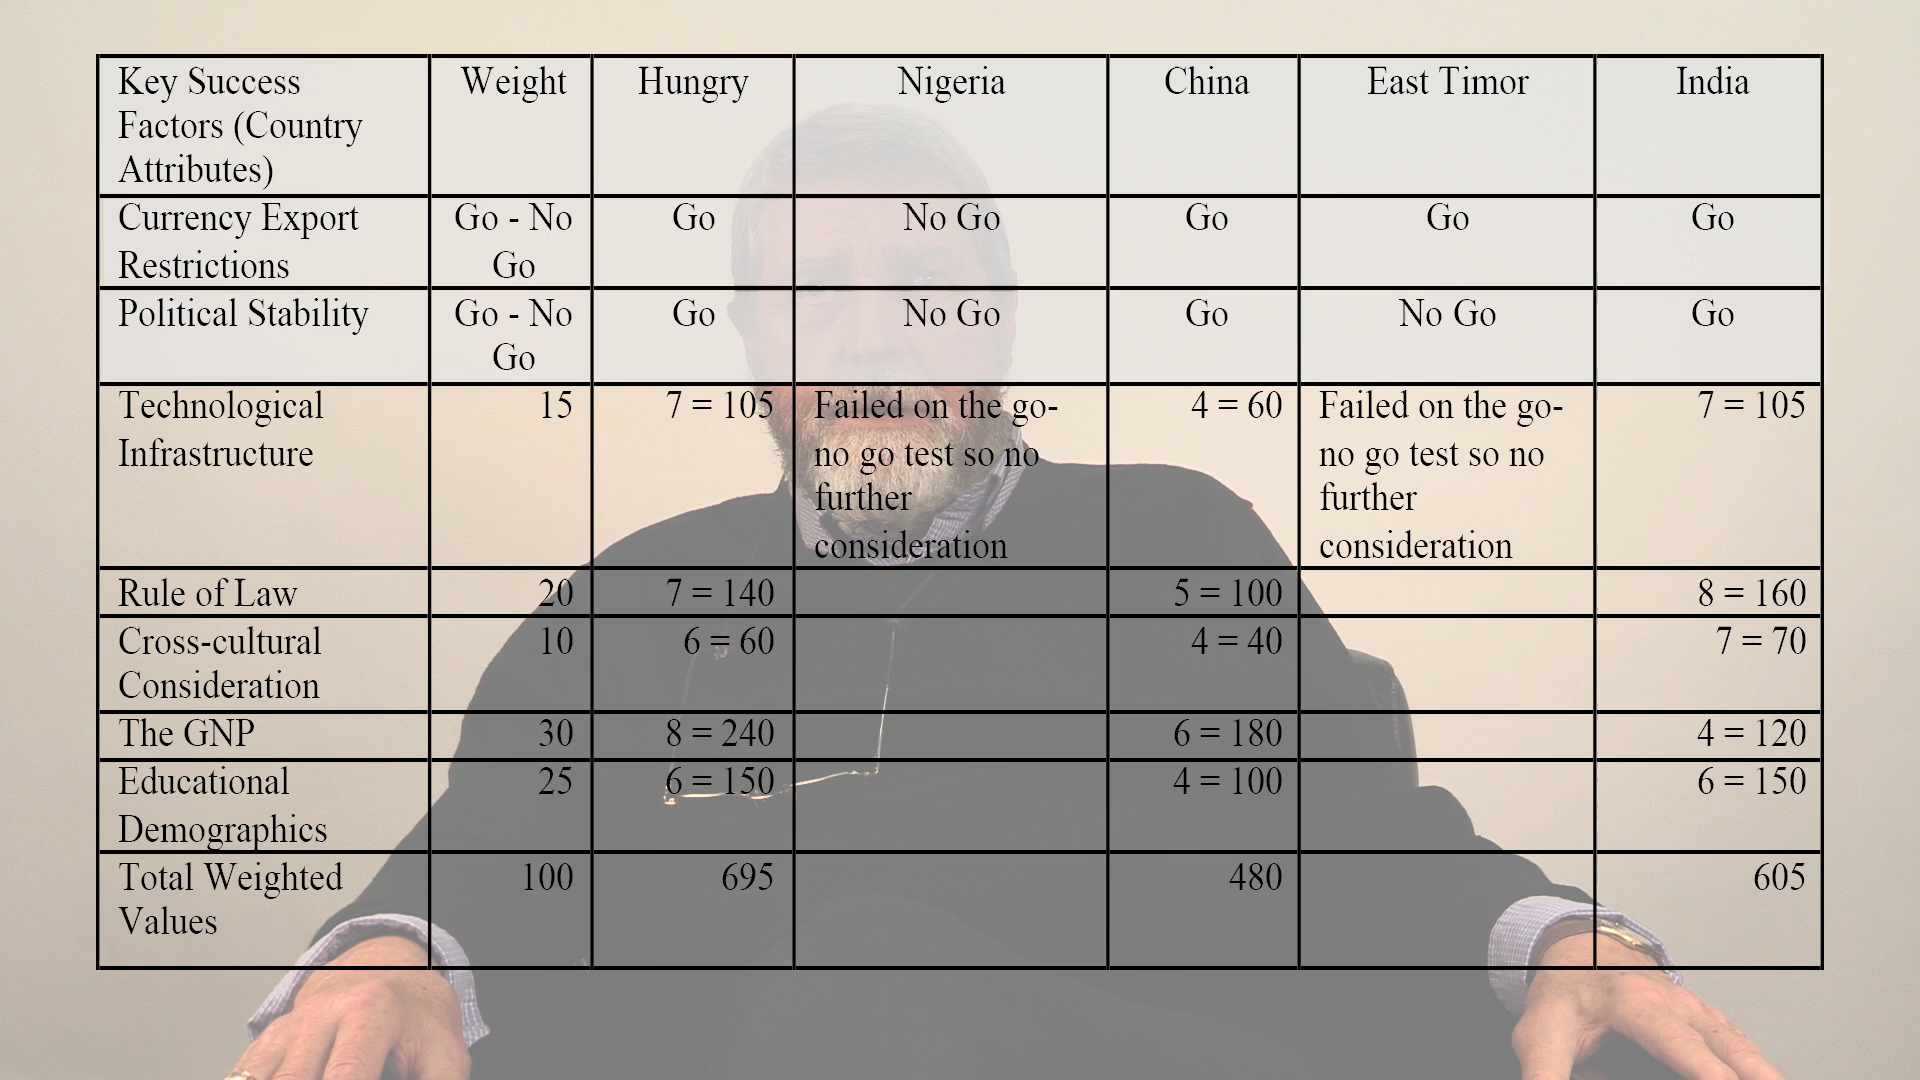 Key Success Factors (Country Attributes) Weight Hungry Nigeria China East Timor India
Currency Export Restrictions Go - No Go Go No Go Go Go Go
Political Stability Go - No Go Go No Go Go No Go Go
Technological Infrastructure 15 7 = 105 Failed on the go-no go test so no further consideration 4 = 60 Failed on the go-no go test so no further consideration 7 = 105
Rule of Law 20 7 = 140 5 = 100 8 = 160
Cross-cultural Consideration 10 6 = 60 4 = 40 7 = 70
The GNP 30 8 = 240 6 = 180 4 = 120
Educational Demographics 25 6 = 150 4 = 100 6 = 150
Total Weighted Values 100 695 480 605